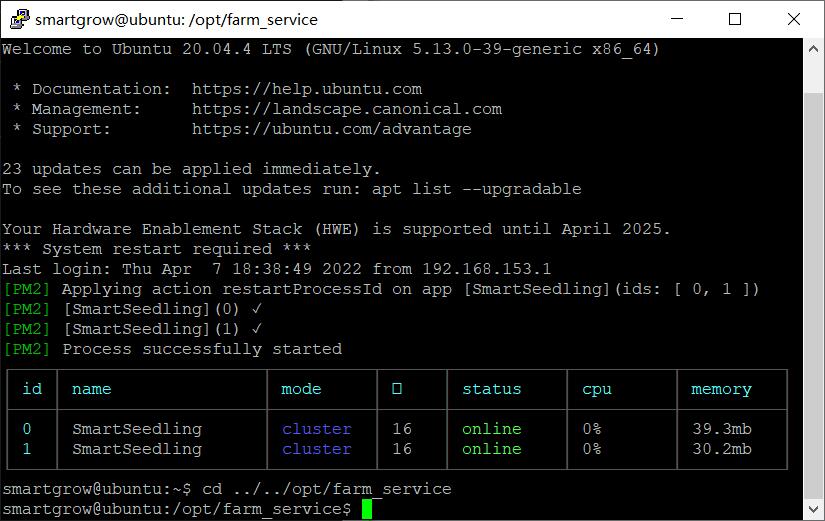 smartgrow@ubuntu: /opt/farm_service
Welcome to Ubuntu 20.04.4 LTS (GNU/Linux 5.13.0-39-generic x86_64)
* Documentation:  https://help.ubuntu.com
* Management:     https://landscape.canonical.com
* Support:        https://ubuntu.com/advantage
23 updates can be applied immediately.
To see these additional updates run: apt list --upgradable
Your Hardware Enablement Stack (HWE) is supported until April 2025.
*** System restart required ***
Last login: Thu Apr  7 18:38:49 2022 from 192.168.153.1
[PM2] Applying action restartProcessId on app [SmartSeedling](ids: [ 0, 1 ])
[PM2] [SmartSeedling](0) ✓
[PM2] [SmartSeedling](1) ✓
[PM2] Process successfully started
id name mode □ status cpu memory
0 SmartSeedling cluster 16 online 0% 39.3mb
1 SmartSeedling cluster 16 online 0% 30.2mb
smartgrow@ubuntu:~$ cd ../../opt/farm_service
smartgrow@ubuntu:/opt/farm_service$